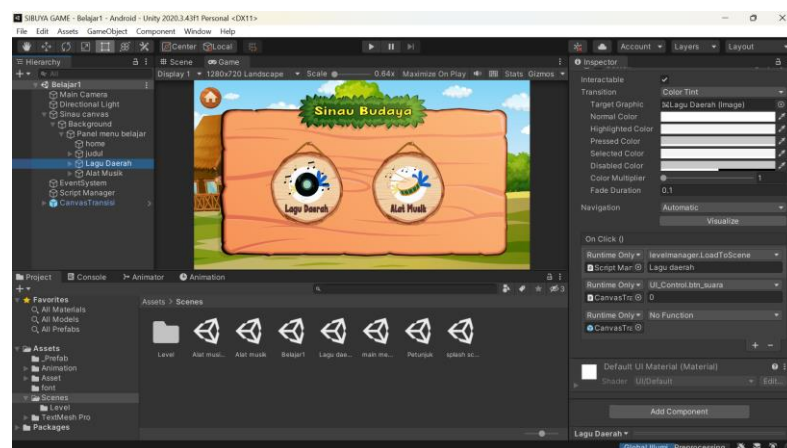 SIBUYA GAME - Belajar1 - Android - Unity 2020.3.43f1 Personal <DX11>
File Edit Assets GameObject Component Window Help
Center Local
Account Layers Layout
Hierarchy
All
Belajar1
Main Camera
Directional Light
Sinau canvas
Background
Panel menu belajar
home
judul
Lagu Daerah
Alat Musik
EventSystem
Script Manager
CanvasTransisi
Scene Game
Display 1 1280x720 Landscape Scale 0.64x Maximize On Play Stats Gizmos
Sinau Budaya
Lagu Daerah
Alat Musik
Inspector
Interactable
Transition Color Tint
Target Graphic Lagu Daerah (Image)
Normal Color
Highlighted Color
Pressed Color
Selected Color
Disabled Color
Color Multiplier 1
Fade Duration 0.1
Navigation Automatic
Visualize
On Click ()
Runtime Only levelmanager.LoadToScene
Script Mar Lagu daerah
Runtime Only UI_Control.btn_suara
CanvasTra 0
Runtime Only No Function
CanvasTra
Default UI Material (Material)
Shader UI/Default Edit...
Add Component
Lagu Daerah
Project Console Animator Animation
3
Favorites
All Materials
All Models
All Prefabs
Assets
_Prefab
Animation
Asset
font
Scenes
Level
TextMesh Pro
Packages
Assets > Scenes
Level Alat musi... Alat musik Belajar1 Lagu dae... main me... Petunjuk splash sc...